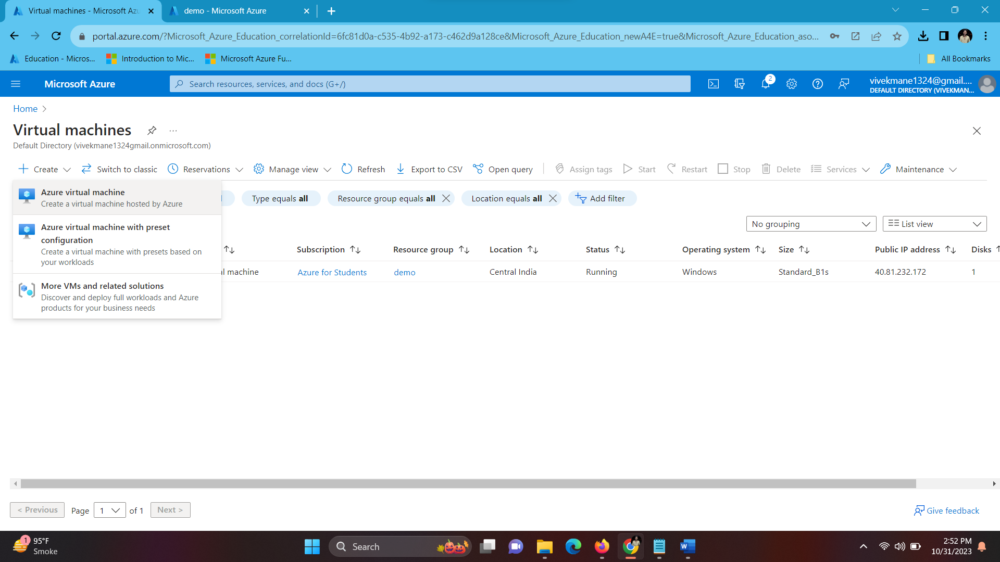 Virtual machines - Microsoft Azu
demo - Microsoft Azure
portal.azure.com/?Microsoft_Azure_Education_correlationId=6fc81d0a-c535-4b92-a173-c462d9a128ce&Microsoft_Azure_Education_newA4E=true&Microsoft_Azure_Education_aso...
Education - Micros...
Introduction to Mic...
Microsoft Azure Fu...
All Bookmarks
Microsoft Azure
Search resources, services, and docs (G+/)
2
vivekmane1324@gmail....
DEFAULT DIRECTORY (VIVEKMAN...
Home
Virtual machines
Default Directory (vivekmane1324gmail.onmicrosoft.com)
Create
Switch to classic
Reservations
Manage view
Refresh
Export to CSV
Open query
Assign tags
Start
Restart
Stop
Delete
Services
Maintenance
Azure virtual machine
Create a virtual machine hosted by Azure
Azure virtual machine with preset
configuration
Create a virtual machine with presets based on
your workloads
More VMs and related solutions
Discover and deploy full workloads and Azure
products for your business needs
Type equals all
Resource group equals all
Location equals all
Add filter
No grouping
List view
Subscription
Resource group
Location
Status
Operating system
Size
Public IP address
Disks
al machine
Azure for Students
demo
Central India
Running
Windows
Standard_B1s
40.81.232.172
1
< Previous
Page
1
of 1
Next >
Give feedback
1
95°F
Smoke
Search
2:52 PM
10/31/2023